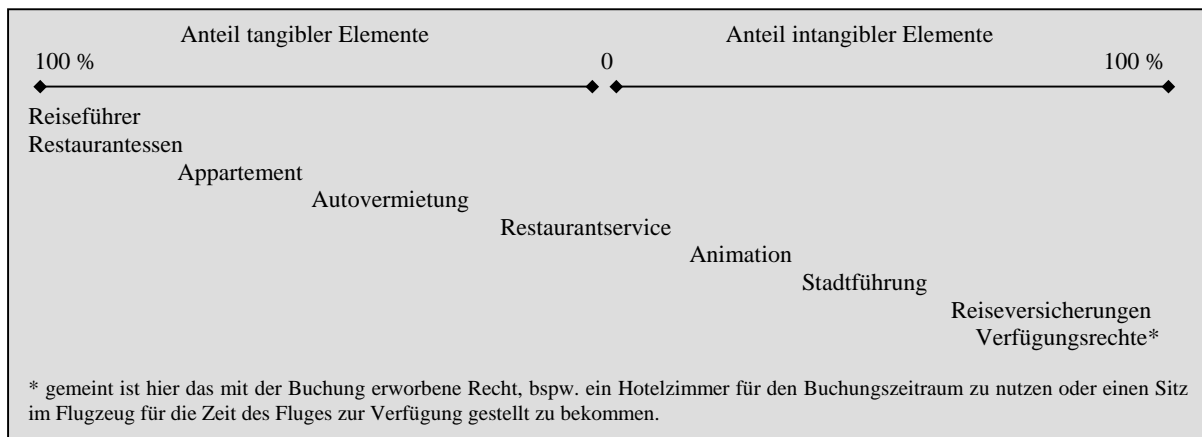 Anteil tangibler Elemente Anteil intangibler Elemente
100 % 0 100 %
Reiseführer
Restaurantessen
Appartement
Autovermietung
Restaurantservice
Animation
Stadtführung
Reiseversicherungen
Verfügungsrechte*
* gemeint ist hier das mit der Buchung erworbene Recht, bspw. ein Hotelzimmer für den Buchungszeitraum zu nutzen oder einen Sitz
im Flugzeug für die Zeit des Fluges zur Verfügung gestellt zu bekommen.